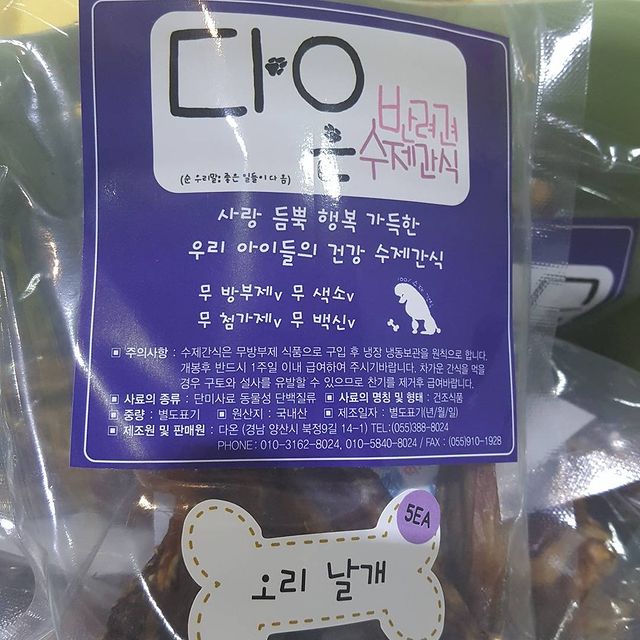 다온
반려견
수제간식
(순 우리말; 좋은 일들이 다 옴)
사랑 듬뿍 행복 가득한
우리 아이들의 건강 수제간식
무 방부제v 무 색소v
무 첨가제v 무 백신v
▣ 주의사항 : 수제간식은 무방부제 식품으로 구입 후 냉장 냉동보관을 원칙으로 합니다.
개봉후 반드시 1주일 이내 급여하여 주시기바랍니다. 차가운 간식을 먹을
경우 구토와 설사를 유발할 수 있으므로 찬기를 제거후 급여바랍니다.
▣ 사료의 종류 : 단미사료 동물성 단백질류 ▣ 사료의 명칭 및 형태 : 건조식품
▣ 중량 : 별도표기 ▣ 원산지 : 국내산 ▣ 제조일자 : 별도표기(년/월/일)
▣ 제조원 및 판매원 : 다온 (경남 양산시 북정9길 14-1) TEL:(055)388-8024
PHONE : 010-3162-8024, 010-5840-8024 / FAX : (055)910-1928
5EA
오리 날개